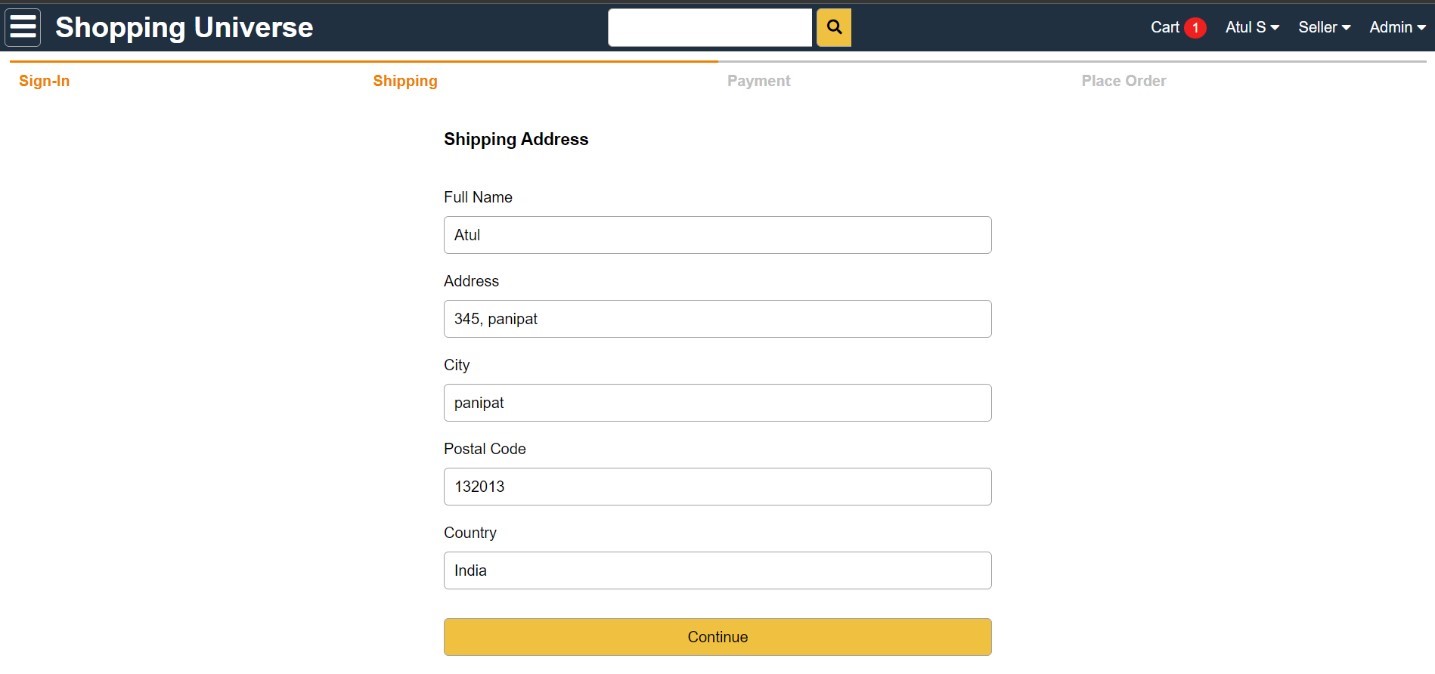 Shopping Universe
Cart 1 Atul S Seller Admin
Sign-In Shipping Payment Place Order
Shipping Address
Full Name
Atul
Address
345, panipat
City
panipat
Postal Code
132013
Country
India
Continue